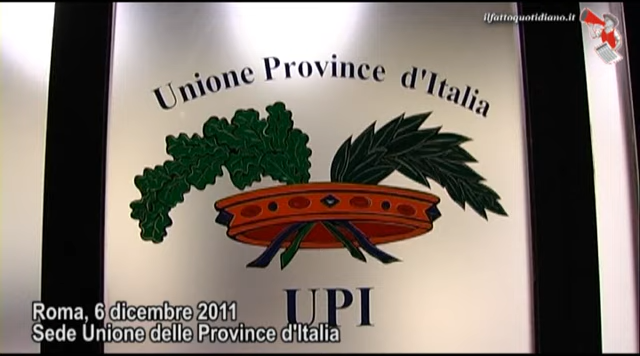 ilfattoquotidiano.it
Unione Province d'Italia
UPI
Roma, 6 dicembre 2011
Sede Unione delle Province d'Italia